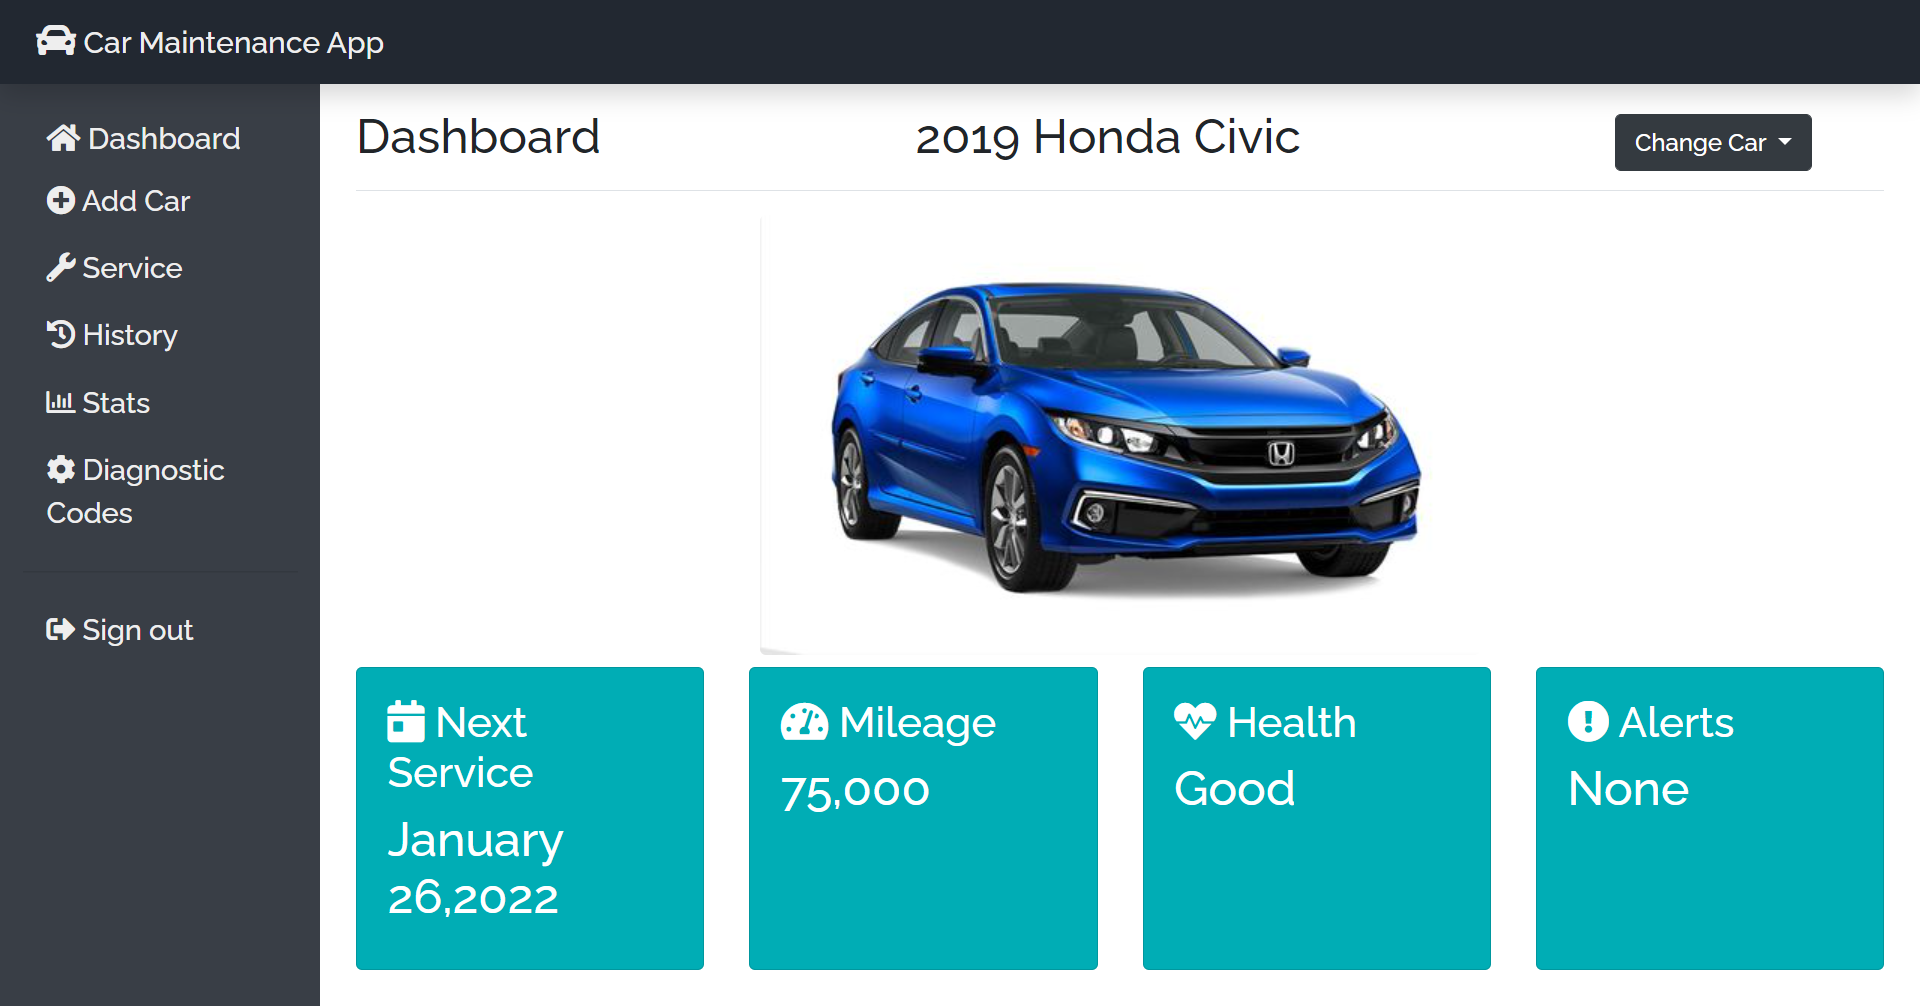 Car Maintenance App
Dashboard
Add Car
Service
History
Stats
Diagnostic
Codes
Sign out
Dashboard
2019 Honda Civic
Change Car
Next
Service
January
26,2022
Mileage
75,000
Health
Good
Alerts
None